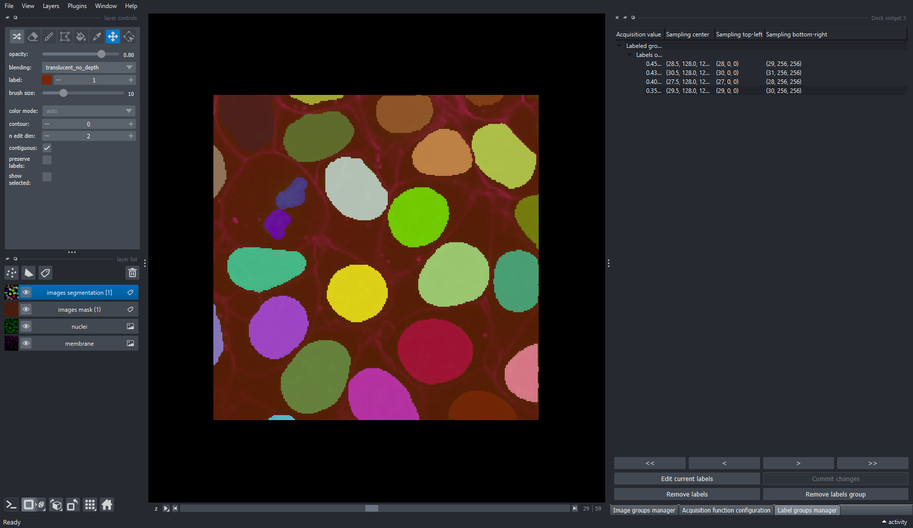 File View Layers Plugins Window Help
layer controls
Dock widget 5
opacity: 0.80
blending: translucent_no_depth
label: − 1 +
brush size: 10
color mode: auto
contour: − 0 +
n edit dim: − 2 +
contiguous:
preserve
labels:
show
selected:
layer list
images segmentation [1]
images mask (1)
nuclei
membrane
Acquisition value Sampling center Sampling top-left Sampling bottom-right
Labeled gro...
Labels o...
0.45... (28.5, 128.0, 12... (28, 0, 0) (29, 256, 256)
0.43... (30.5, 128.0, 12... (30, 0, 0) (31, 256, 256)
0.40... (27.5, 128.0, 12... (27, 0, 0) (28, 256, 256)
0.35... (29.5, 128.0, 12... (29, 0, 0) (30, 256, 256)
<< < > >>
Edit current labels Commit changes
Remove labels Remove labels group
z 29 59
Image groups manager Acquisition function configuration Label groups manager
Ready
activity